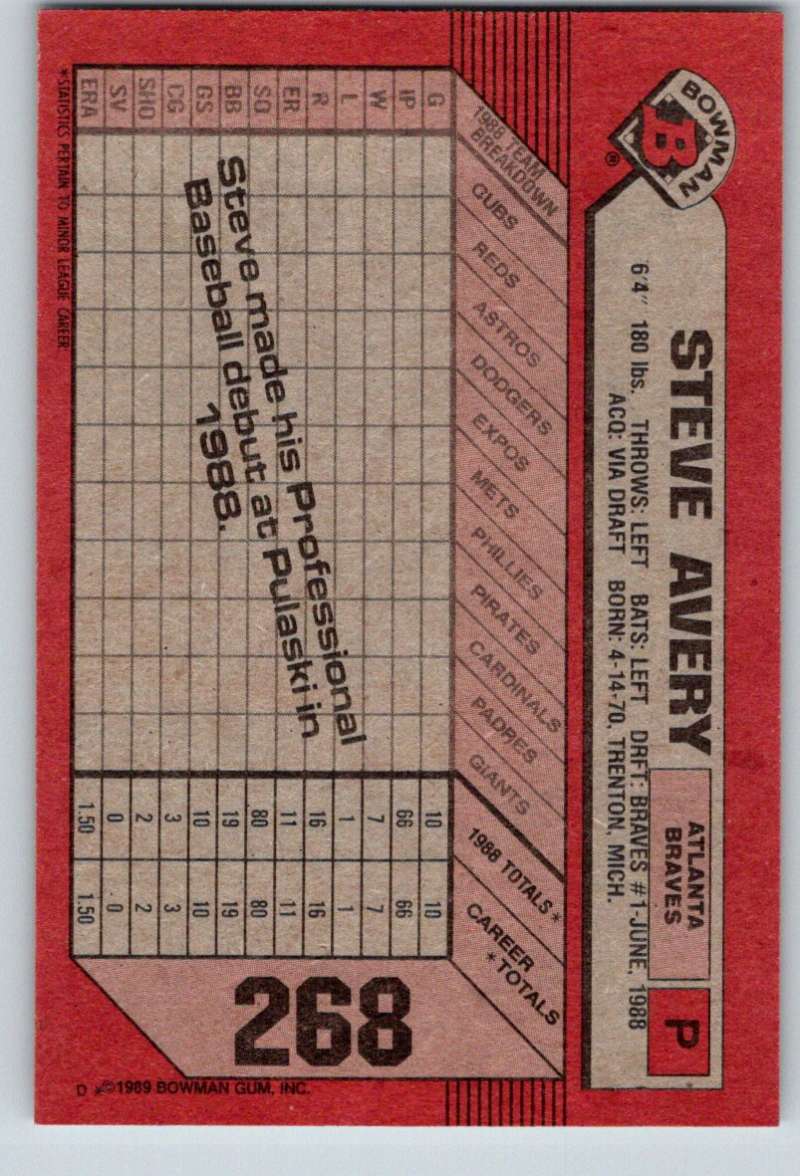 BOWMAN
B
®
STEVE AVERY
ATLANTA
BRAVES
P
6'4" 180 lbs. THROWS: LEFT BATS: LEFT DRFT: BRAVES #1-JUNE, 1988
ACQ: VIA DRAFT BORN: 4-14-70, TRENTON, MICH.
1988 TEAM
BREAKDOWN
CUBS
REDS
ASTROS
DODGERS
EXPOS
METS
PHILLIES
PIRATES
CARDINALS
PADRES
GIANTS
1988 TOTALS*
CAREER
*TOTALS
G 10 10
IP 66 66
W 7 7
L 1 1
R 16 16
ER 11 11
SO 80 80
BB 19 19
GS 10 10
CG 3 3
SHO 2 2
SV 0 0
ERA 1.50 1.50
Steve made his Professional
Baseball debut at Pulaski in
1988.
268
*STATISTICS PERTAIN TO MINOR LEAGUE CAREER
D *©1989 BOWMAN GUM, INC.